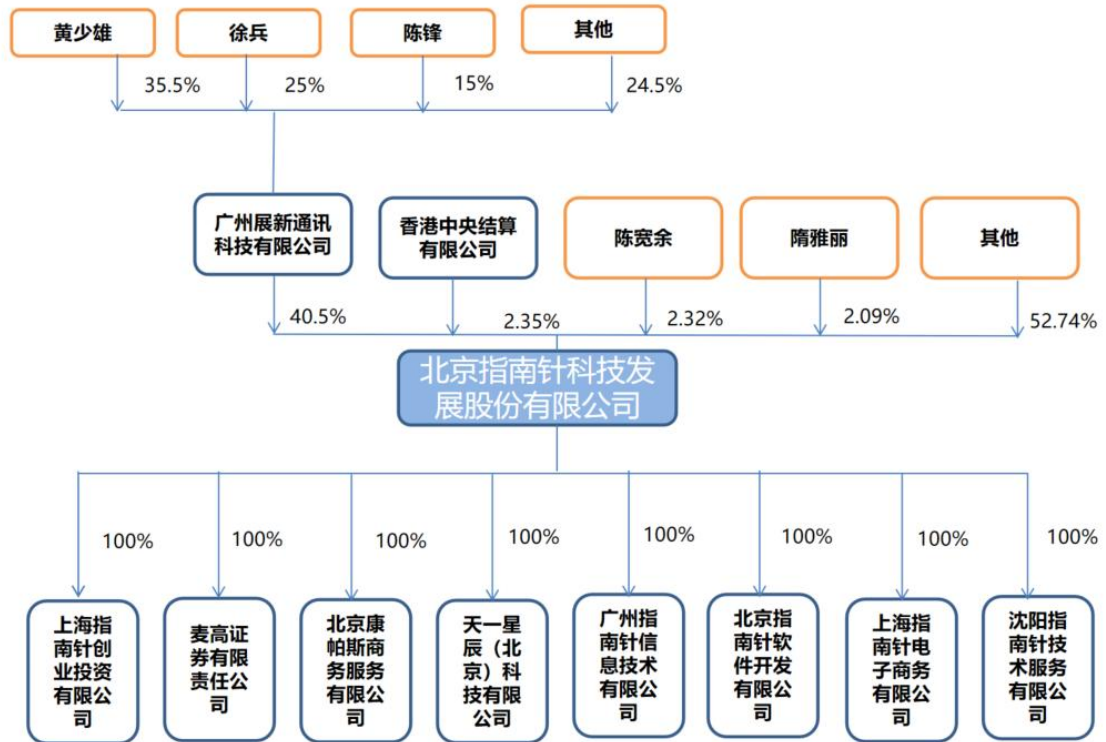 黄少雄
徐兵
陈锋
其他
35.5%
25%
15%
24.5%
广州展新通讯
科技有限公司
香港中央结算
有限公司
陈宽余
隋雅丽
其他
40.5%
2.35%
2.32%
2.09%
52.74%
北京指南针科技发
展股份有限公司
100%
100%
100%
100%
100%
100%
100%
100%
上海指
南针创
业投资
有限公
司
麦高证
券有限
责任公
司
北京康
帕斯商
务服务
有限公
司
天一星
辰（北
京）科
技有限
公司
广州指
南针信
息技术
有限公
司
北京指
南针软
件开发
有限公
司
上海指
南针电
子商务
有限公
司
沈阳指
南针技
术服务
有限公
司